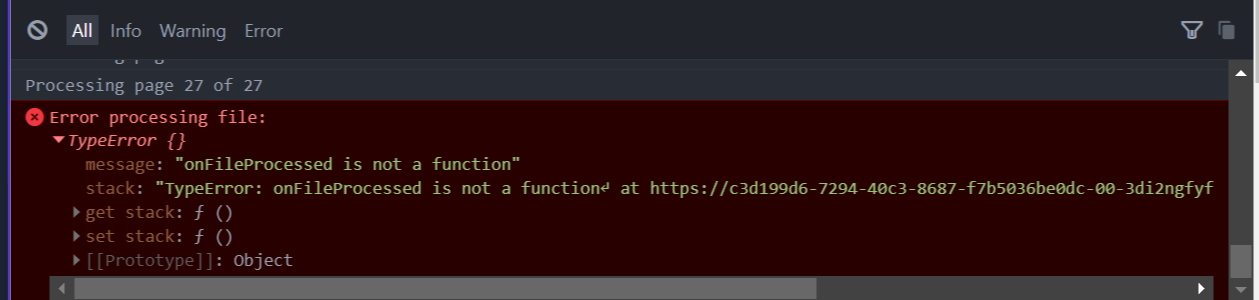 All Info Warning Error
Processing page 27 of 27
Error processing file:
TypeError {}
message: "onFileProcessed is not a function"
stack: "TypeError: onFileProcessed is not a function↵ at https://c3d199d6-7294-40c3-8687-f7b5036be0dc-00-3di2ngfyf
get stack: ƒ ()
set stack: ƒ ()
[[Prototype]]: Object